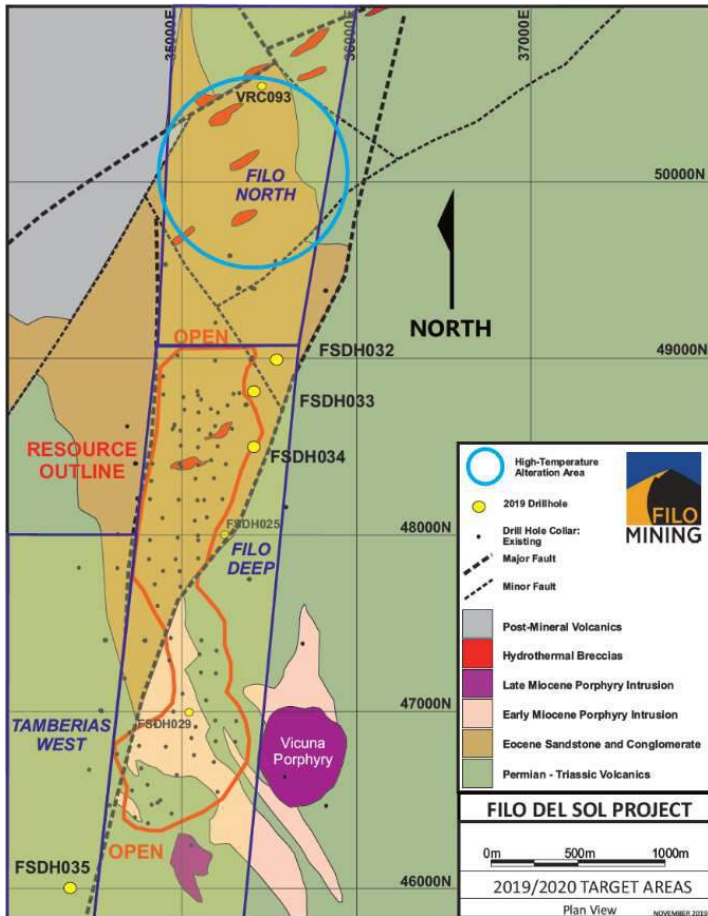 35000E
36000E
37000E
VRC093
FILO
NORTH
50000N
NORTH
OPEN
FSDH032
49000N
FSDH033
RESOURCE
OUTLINE
FSDH034
FSDH025
48000N
FILO
DEEP
47000N
TAMBERIAS
WEST
FSDH029
Vicuna
Porphyry
OPEN
FSDH035
46000N
High-Temperature
Alteration Area
2019 Drillhole
Drill Hole Collar:
Existing
Major Fault
Minor Fault
FILO
MINING
Post-Mineral Volcanics
Hydrothermal Breccias
Late Miocene Porphyry Intrusion
Early Miocene Porphyry Intrusion
Eocene Sandstone and Conglomerate
Permian - Triassic Volcanics
FILO DEL SOL PROJECT
0m 500m 1000m
2019/2020 TARGET AREAS
Plan View NOVEMBER 2019